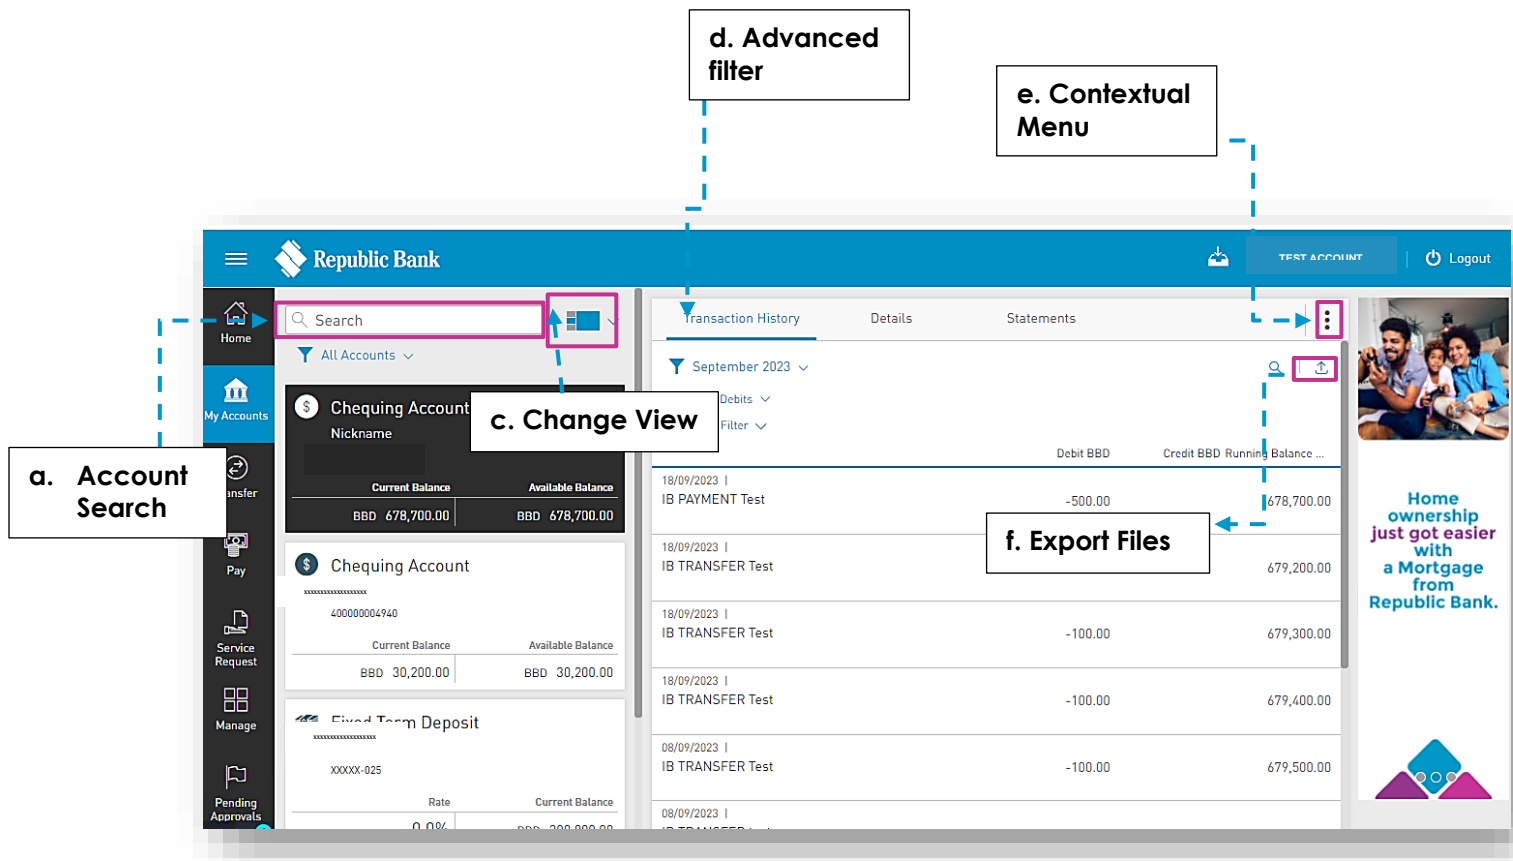 d. Advanced
filter
e. Contextual
Menu
Republic Bank
TEST ACCOUNT
Logout
Home
Search
All Accounts
My Accounts
Chequing Account
Nickname
Current Balance Available Balance
BBD 678,700.00 BBD 678,700.00
c. Change View
a. Account
Search
Pay
Chequing Account
xxxxxxxxxxxxxxxxxx
400000004940
Current Balance Available Balance
BBD 30,200.00 BBD 30,200.00
Service
Request
Manage
Fixed Term Deposit
xxxxxxxxxxxxxxxxxx
XXXXX-025
Rate Current Balance
0.0%
Pending
Approvals
Transaction History Details Statements
September 2023
Debits
Filter
Debit BBD Credit BBD Running Balance ...
18/09/2023 |
IB PAYMENT Test -500.00 678,700.00
f. Export Files
18/09/2023 |
IB TRANSFER Test 679,200.00
18/09/2023 |
IB TRANSFER Test -100.00 679,300.00
18/09/2023 |
IB TRANSFER Test -100.00 679,400.00
08/09/2023 |
IB TRANSFER Test -100.00 679,500.00
08/09/2023 |
Home
ownership
just got easier
with
a Mortgage
from
Republic Bank.